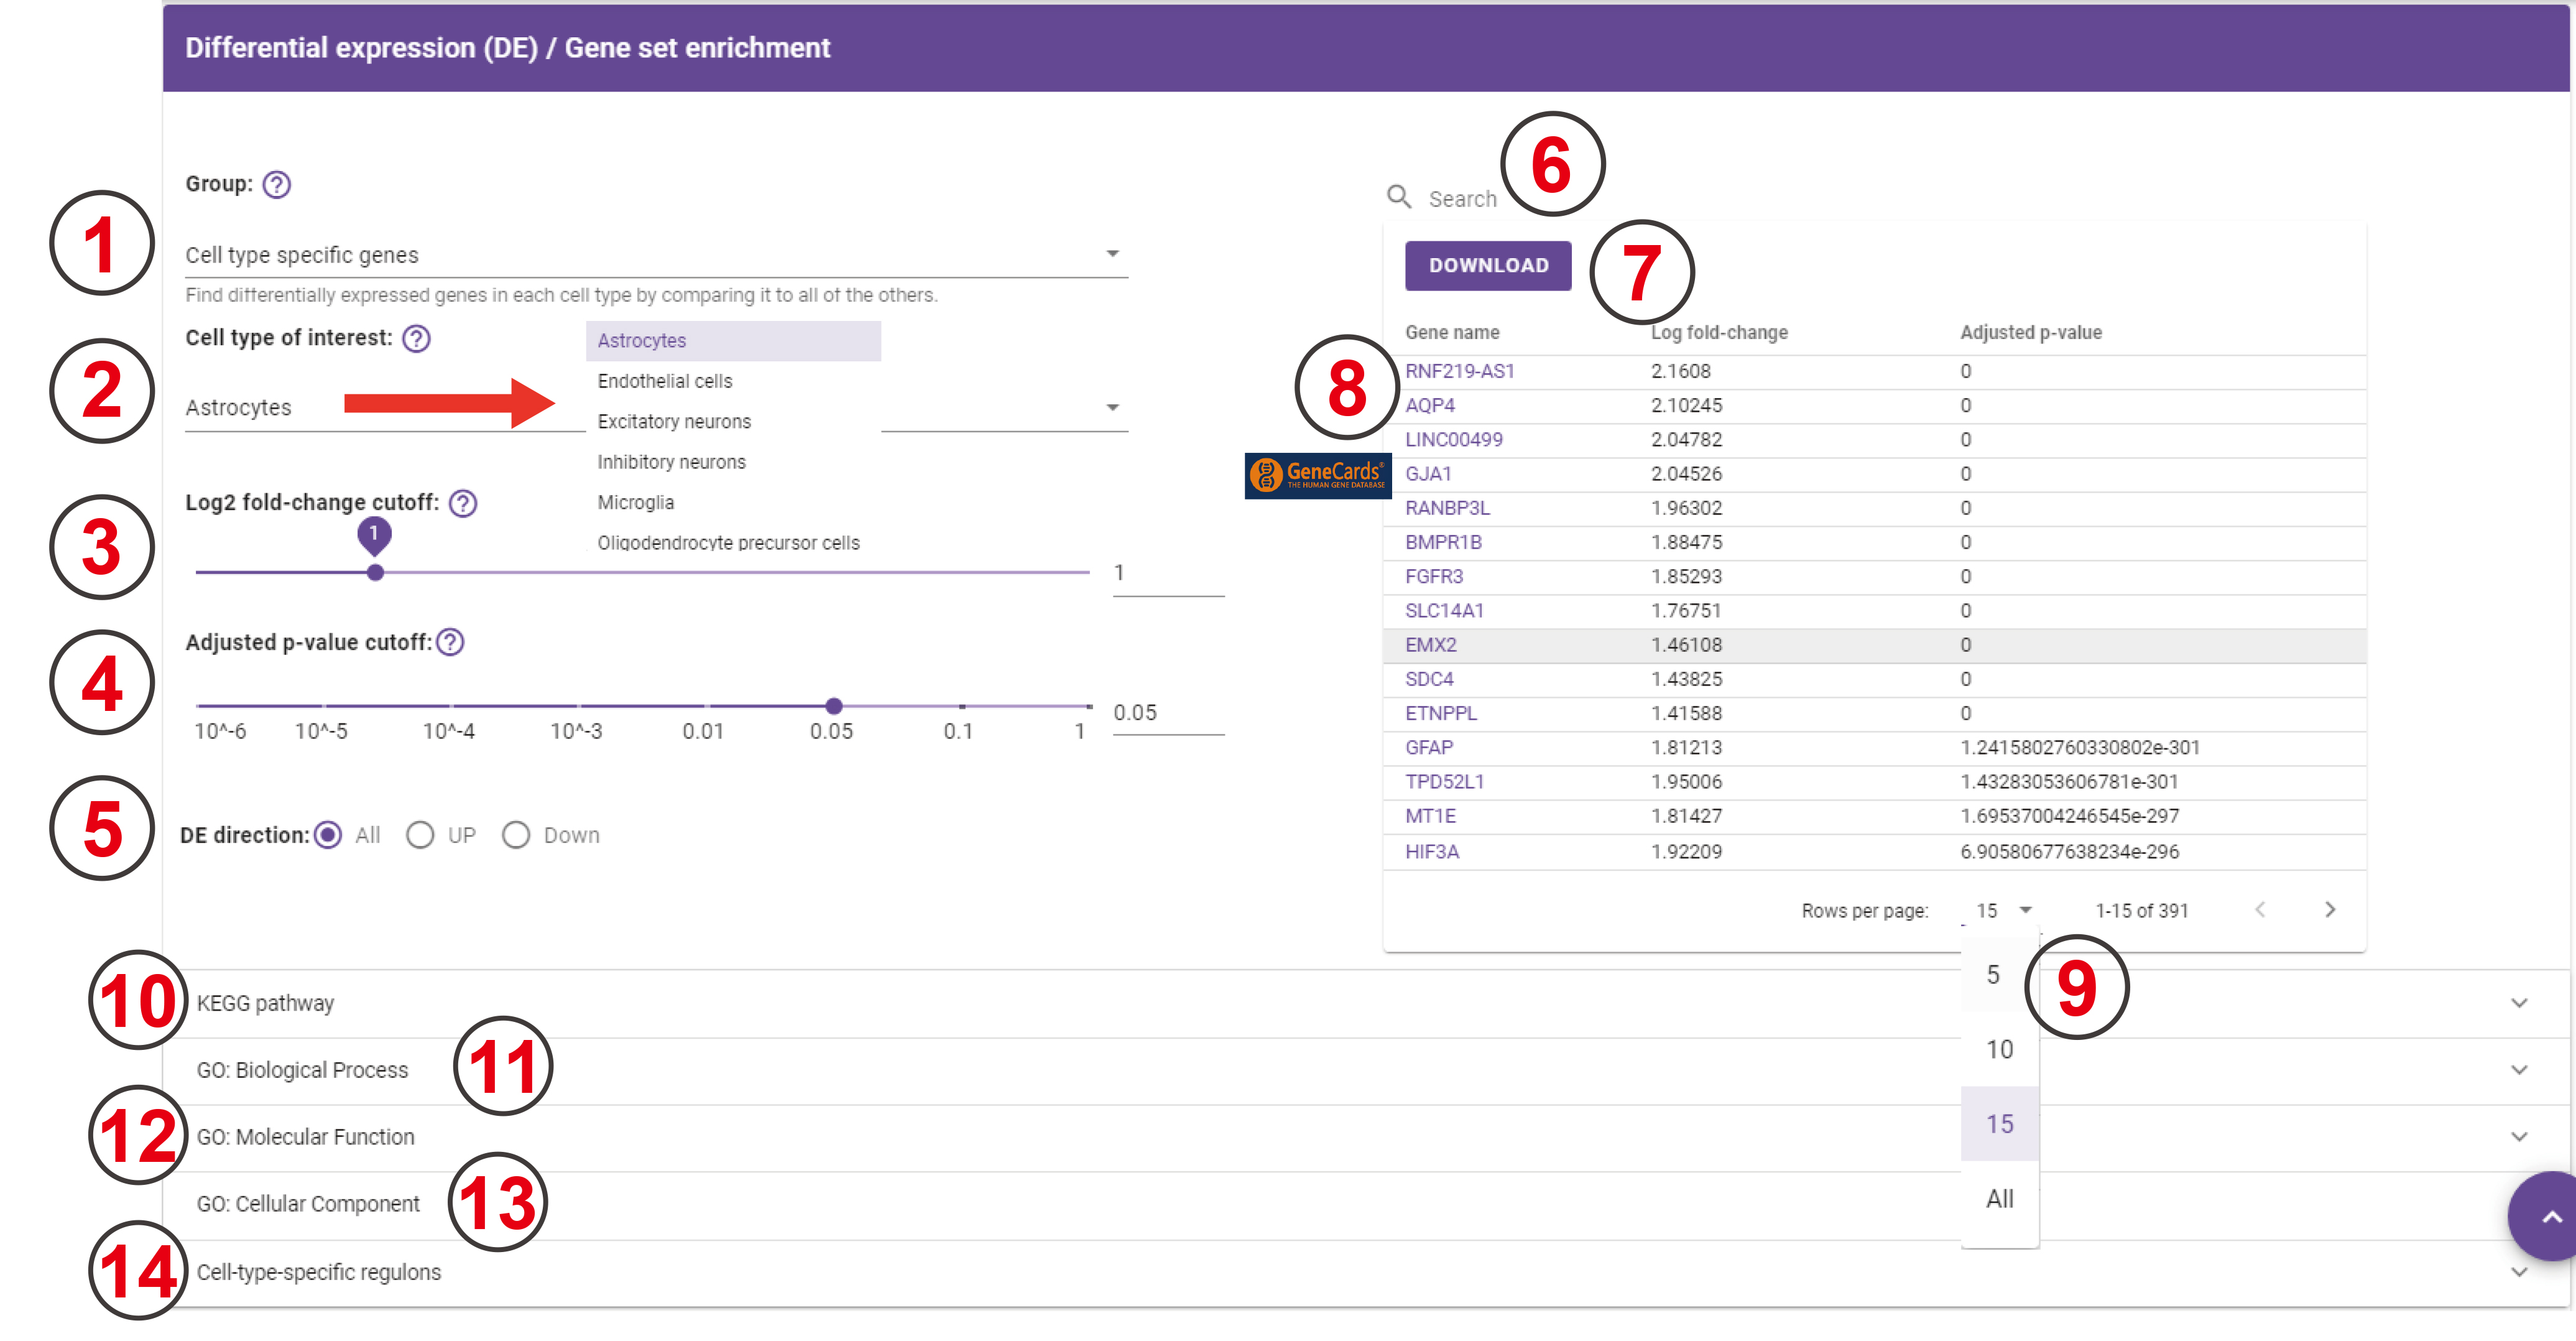 Differential expression (DE) / Gene set enrichment
Group: ?
1
Cell type specific genes
Find differentially expressed genes in each cell type by comparing it to all of the others.
2
Cell type of interest: ?
Astrocytes
Astrocytes
Endothelial cells
Excitatory neurons
Inhibitory neurons
Microglia
Oligodendrocyte precursor cells
3
Log2 fold-change cutoff: ?
1
1
4
Adjusted p-value cutoff: ?
10^-6 10^-5 10^-4 10^-3 0.01 0.05 0.1 1
0.05
5
DE direction: All UP Down
6
Search
7
DOWNLOAD
8
GeneCards®
THE HUMAN GENE DATABASE
Gene name Log fold-change Adjusted p-value
RNF219-AS1 2.1608 0
AQP4 2.10245 0
LINC00499 2.04782 0
GJA1 2.04526 0
RANBP3L 1.96302 0
BMPR1B 1.88475 0
FGFR3 1.85293 0
SLC14A1 1.76751 0
EMX2 1.46108 0
SDC4 1.43825 0
ETNPPL 1.41588 0
GFAP 1.81213 1.2415802760330802e-301
TPD52L1 1.95006 1.43283053606781e-301
MT1E 1.81427 1.69537004246545e-297
HIF3A 1.92209 6.90580677638234e-296
Rows per page: 15 1-15 of 391
9
5
10
15
All
10
KEGG pathway
11
GO: Biological Process
12
GO: Molecular Function
13
GO: Cellular Component
14
Cell-type-specific regulons